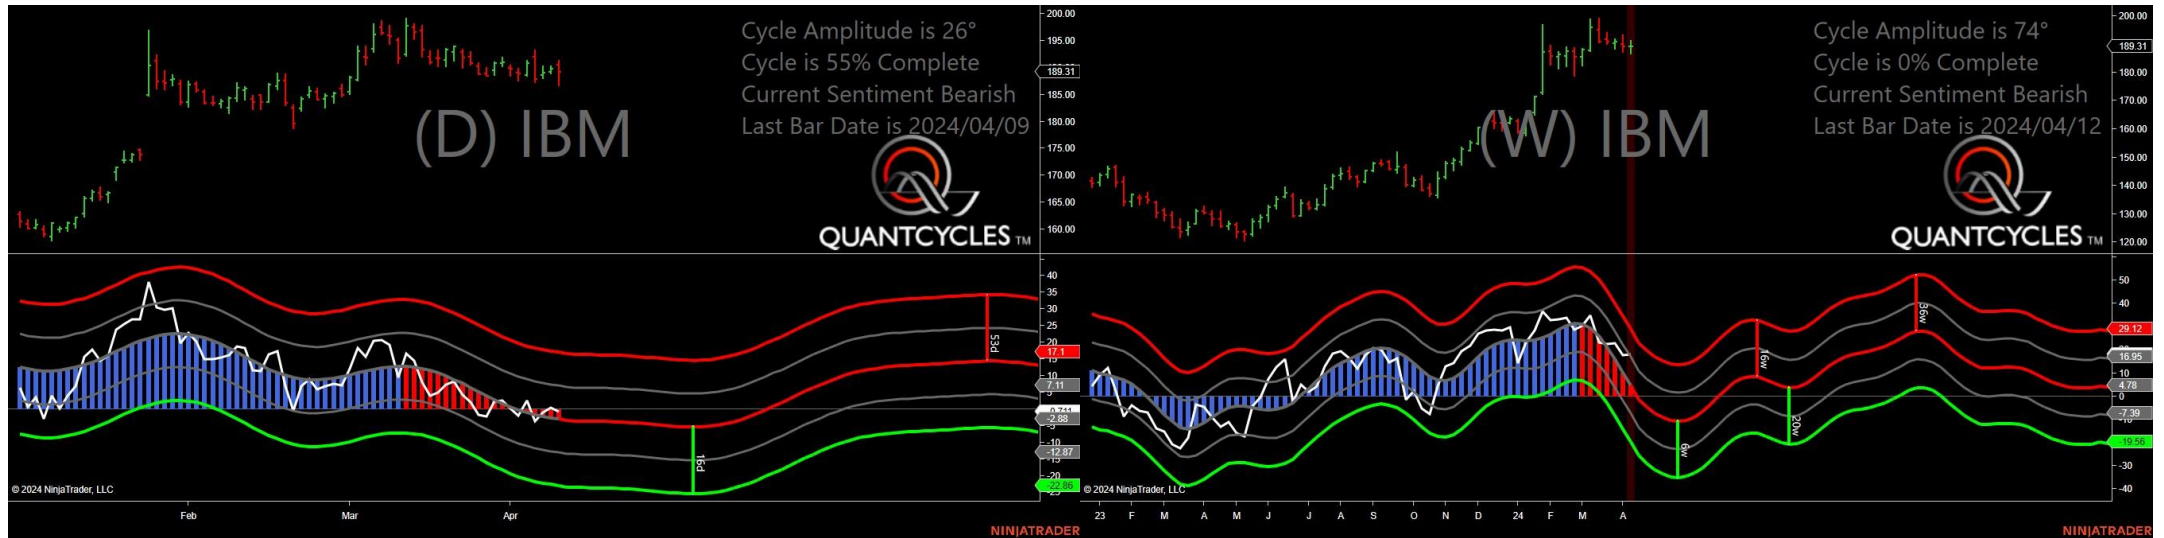 Cycle Amplitude is 26°
Cycle is 55% Complete
Current Sentiment Bearish
Last Bar Date is 2024/04/09
(D) IBM
QUANTCYCLES TM
200.00
195.00
189.31
185.00
180.00
175.00
170.00
165.00
160.00
40
35
30
25
20
17.1
10
7.11
-2.88
-10
-12.87
-22.86
53d
16d
© 2024 NinjaTrader, LLC
Feb Mar Apr
NINJATRADER
Cycle Amplitude is 74°
Cycle is 0% Complete
Current Sentiment Bearish
Last Bar Date is 2024/04/12
(W) IBM
QUANTCYCLES TM
200.00
189.31
180.00
170.00
160.00
150.00
140.00
130.00
120.00
50
40
29.12
16.95
10
4.78
0
-7.39
-19.56
-30
-40
16w
36w
6w
20w
© 2024 NinjaTrader, LLC
23 F M A M J J A S O N D 24 F M A
NINJATRADER